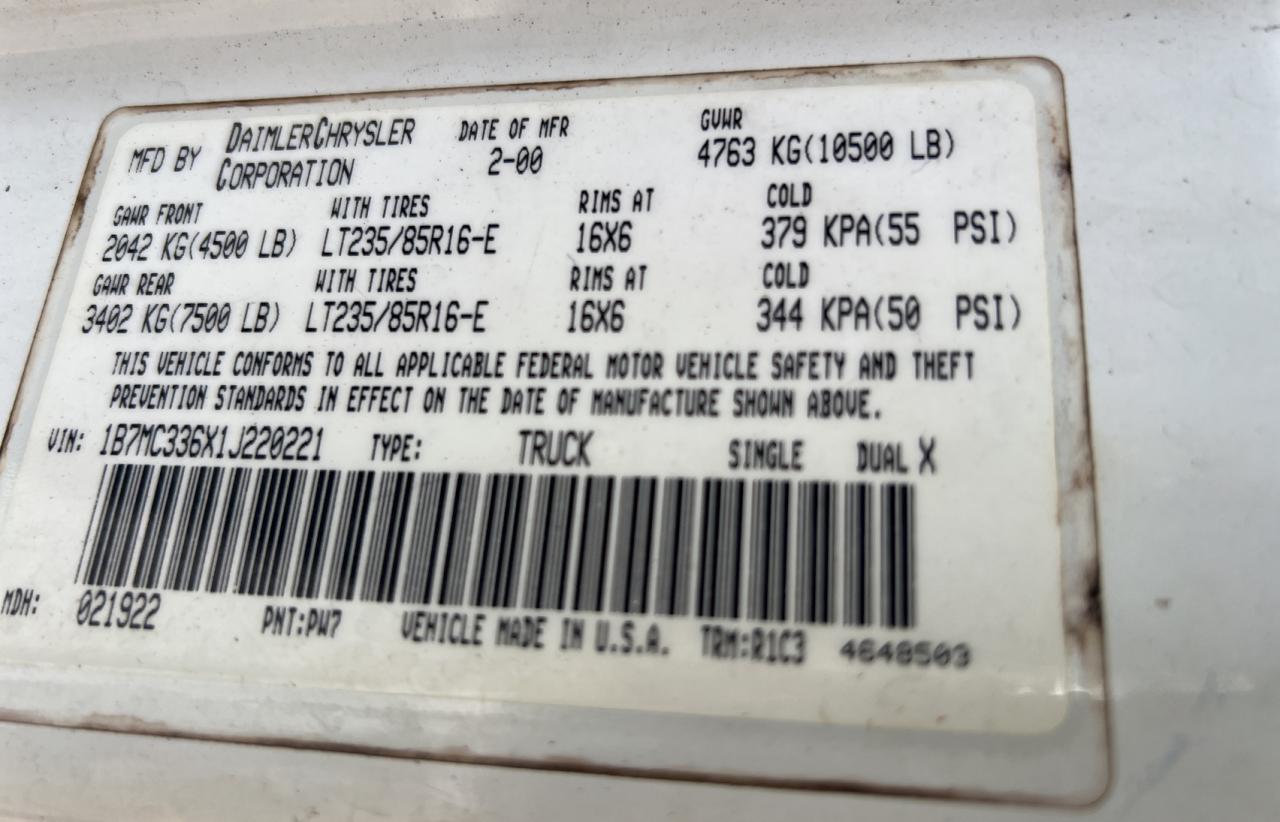 MFD BY DAIMLERCHRYSLER CORPORATION DATE OF MFR 2-00 GVWR 4763 KG(10500 LB)
GAWR FRONT WITH TIRES RIMS AT COLD
2042 KG(4500 LB) LT235/85R16-E 16X6 379 KPA(55 PSI)
GAWR REAR WITH TIRES RIMS AT COLD
3402 KG(7500 LB) LT235/85R16-E 16X6 344 KPA(50 PSI)
THIS VEHICLE CONFORMS TO ALL APPLICABLE FEDERAL MOTOR VEHICLE SAFETY AND THEFT
PREVENTION STANDARDS IN EFFECT ON THE DATE OF MANUFACTURE SHOWN ABOVE.
VIN: 1B7MC336X1J220221 TYPE: TRUCK SINGLE DUAL X
MDH: 021922 PNT:PW7 VEHICLE MADE IN U.S.A. TRM:R1C3 4648503